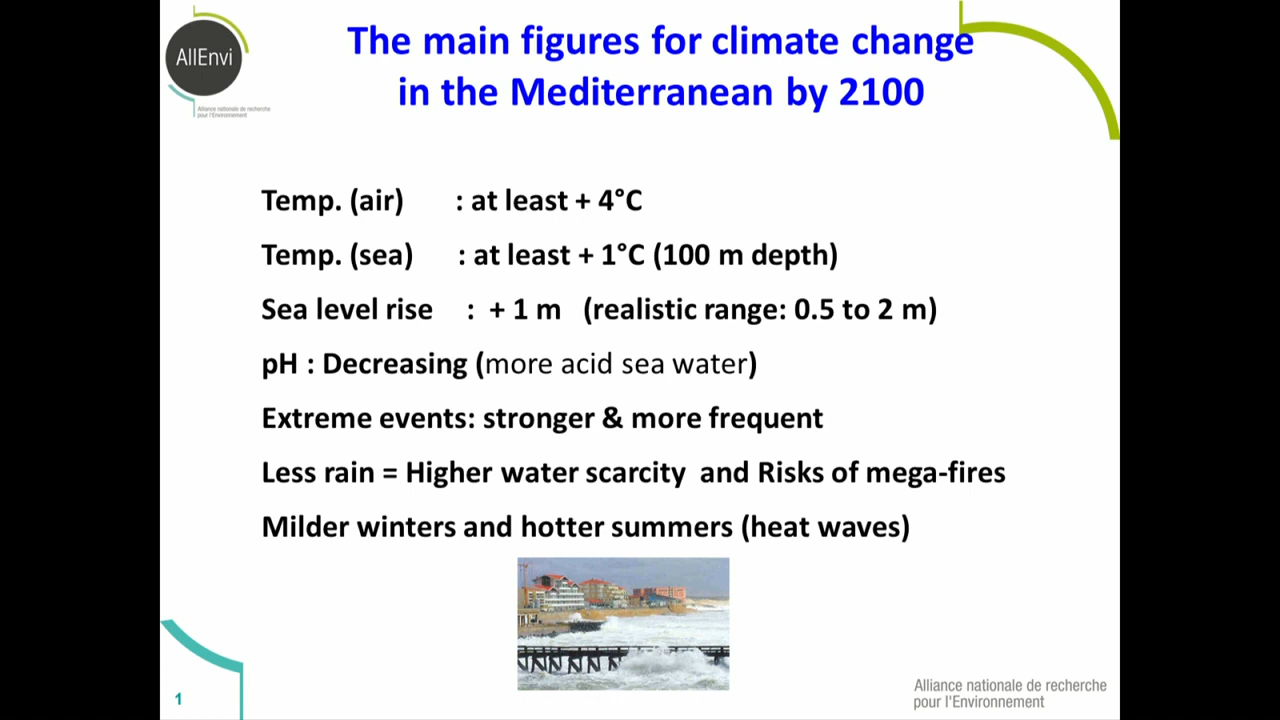 AllEnvi
Alliance nationale de recherche
pour l'Environnement
The main figures for climate change
in the Mediterranean by 2100
Temp. (air) : at least + 4°C
Temp. (sea) : at least + 1°C (100 m depth)
Sea level rise : + 1 m (realistic range: 0.5 to 2 m)
pH : Decreasing (more acid sea water)
Extreme events: stronger & more frequent
Less rain = Higher water scarcity and Risks of mega-fires
Milder winters and hotter summers (heat waves)
1
Alliance nationale de recherche
pour l'Environnement